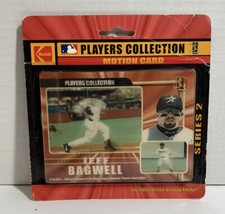 Kodak
PLAYERS COLLECTION
MOTION CARD
PLAYERS COLLECTION
JEFF
BAGWELL
SERIES 2